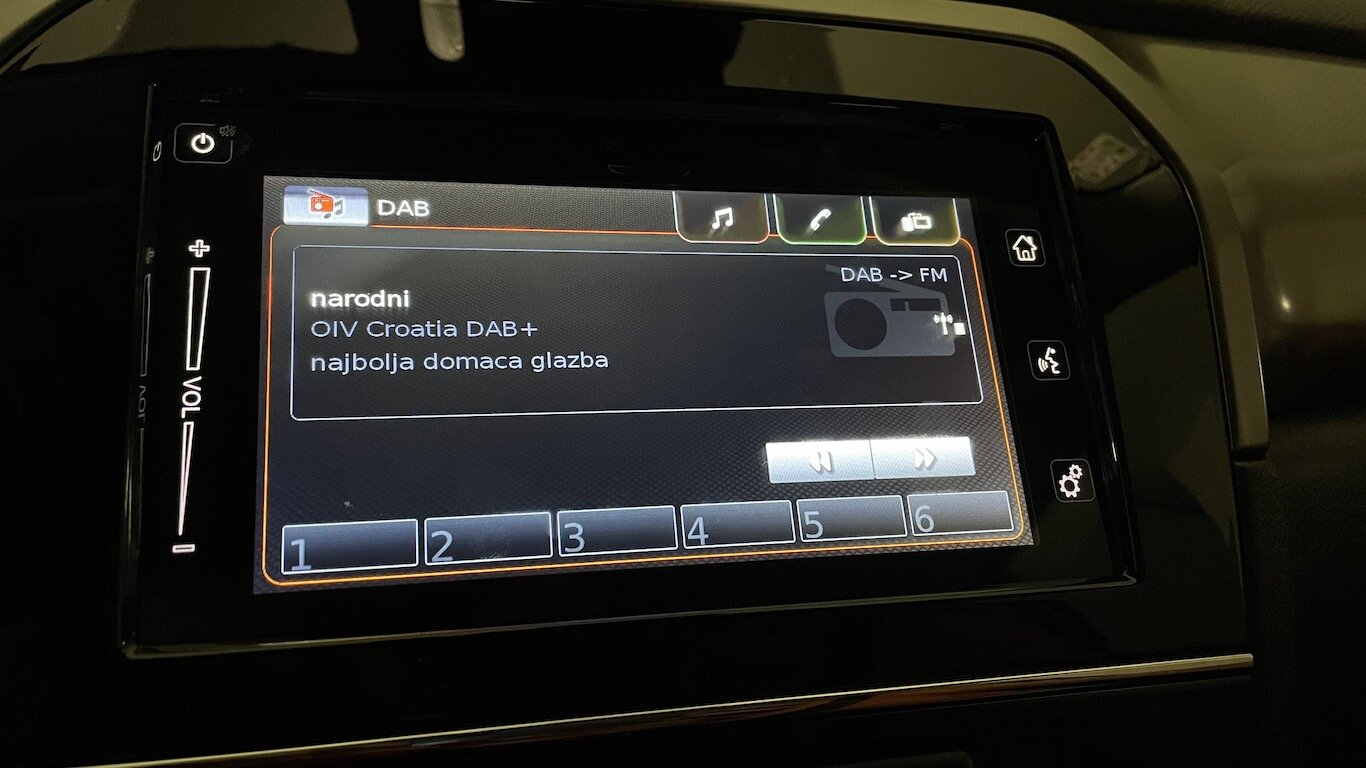 DAB
DAB -> FM
narodni
OIV Croatia DAB+
najbolja domaca glazba
+
VOL
1 2 3 4 5 6